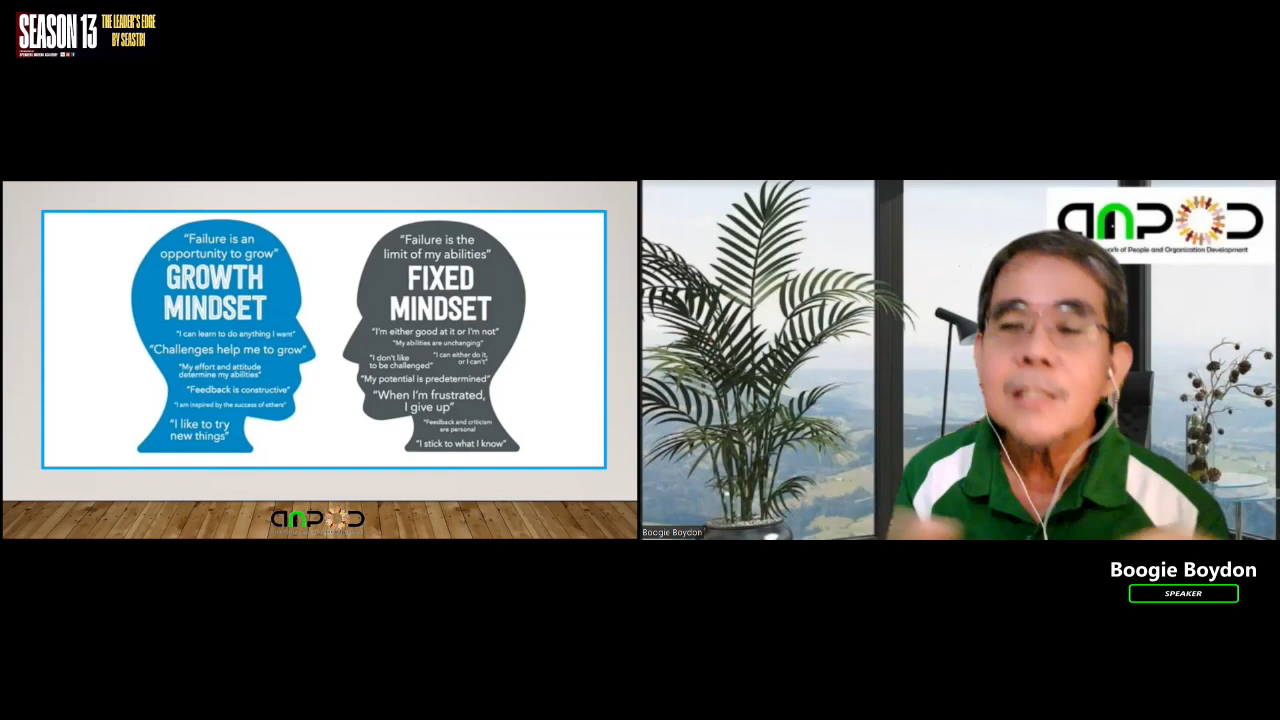 SEASON 13
THE LEADER'S EDGE
BY SEASTBI
“Failure is an
opportunity to grow”
GROWTH
MINDSET
“I can learn to do anything I want”
“Challenges help me to grow”
“My effort and attitude
determine my abilities”
“Feedback is constructive”
“I am inspired by the success of others”
“I like to try
new things”
“Failure is the
limit of my abilities”
FIXED
MINDSET
“I'm either good at it or I'm not”
“My abilities are unchanging”
“I don't like
to be challenged”
“I can either do it,
or I can't”
“My potential is predetermined”
“When I'm frustrated,
I give up”
“Feedback and criticism
are personal
“I stick to what I know”
ANPOD
ANPOD
work of People and Organization Development
Boogie Boydon
Boogie Boydon
SPEAKER